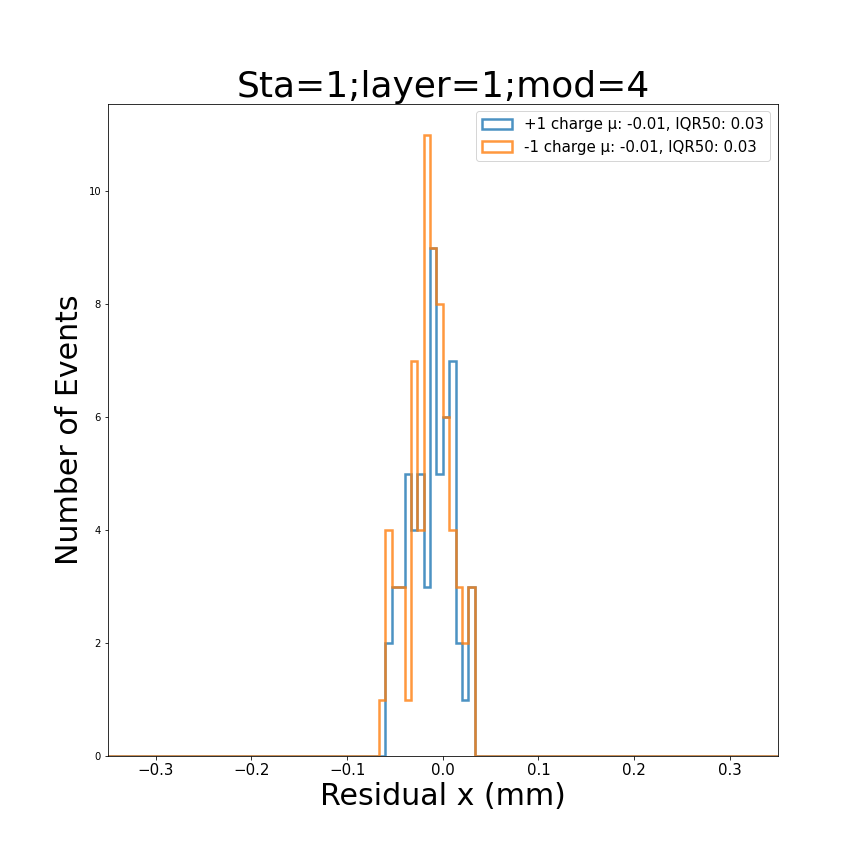 Sta=1;layer=1;mod=4
+1 charge μ: -0.01, IQR50: 0.03
-1 charge μ: -0.01, IQR50: 0.03
Number of Events
10
8
6
4
2
0
−0.3 −0.2 −0.1 0.0 0.1 0.2 0.3
Residual x (mm)